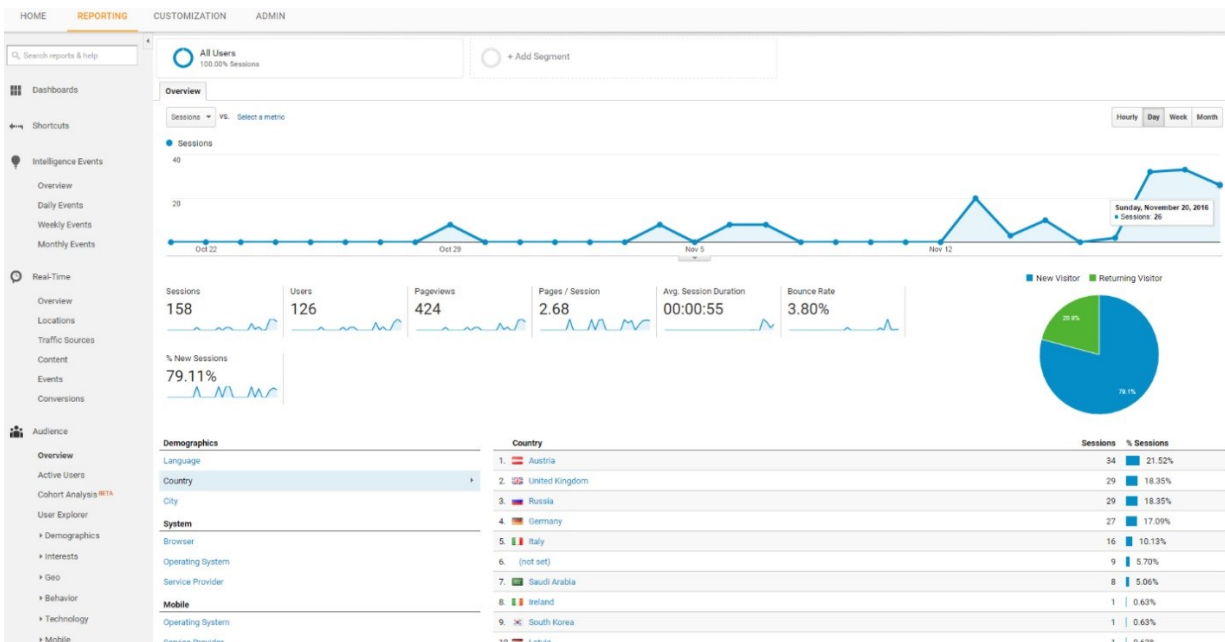 HOME REPORTING CUSTOMIZATION ADMIN
Search reports & help
Dashboards
Shortcuts
Intelligence Events
Overview
Daily Events
Weekly Events
Monthly Events
Real-Time
Overview
Locations
Traffic Sources
Content
Events
Conversions
Audience
Overview
Active Users
Cohort Analysis BETA
User Explorer
Demographics
Interests
Geo
Behavior
Technology
Mobile
All Users
100.00% Sessions
+ Add Segment
Overview
Sessions VS. Select a metric
Hourly Day Week Month
Sessions
40
20
Oct 22 Oct 29 Nov 5 Nov 12
Sunday, November 20, 2016
Sessions: 26
Sessions
158
Users
126
Pageviews
424
Pages / Session
2.68
Avg. Session Duration
00:00:55
Bounce Rate
3.80%
% New Sessions
79.11%
New Visitor Returning Visitor
20.9%
79.1%
Demographics
Language
Country
City
System
Browser
Operating System
Service Provider
Mobile
Operating System
Service Provider
Country Sessions % Sessions
1. Austria 34 21.52%
2. United Kingdom 29 18.35%
3. Russia 29 18.35%
4. Germany 27 17.09%
5. Italy 16 10.13%
6. (not set) 9 5.70%
7. Saudi Arabia 8 5.06%
8. Ireland 1 0.63%
9. South Korea 1 0.63%
10. Latvia 1 0.63%